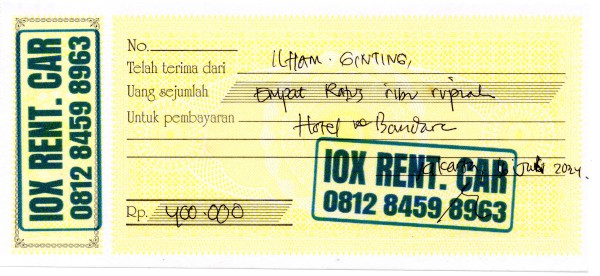 IOX RENT. CAR
0812 8459 8963
No.
Telah terima dari ILHAM. GINTING,
Uang sejumlah Empat Ratus ribu rupiah
Untuk pembayaran Hotel ke Bandara
Juli 2024.
IOX RENT. CAR
0812 8459 8963
Rp. 400.000